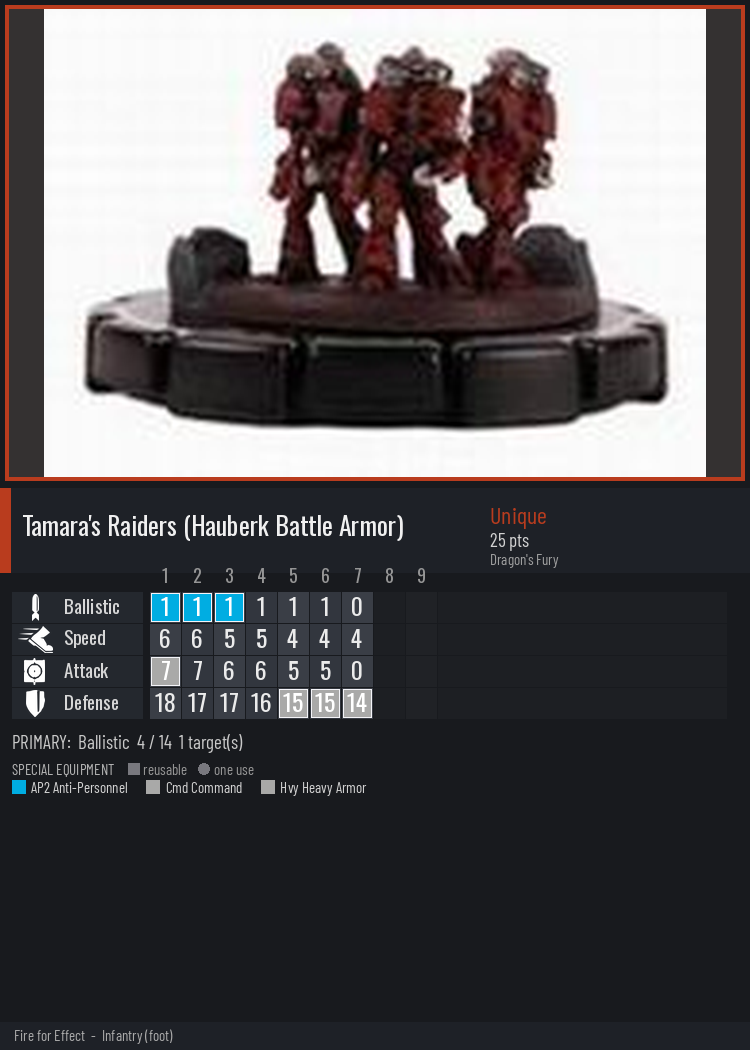 Tamara's Raiders (Hauberk Battle Armor)
Unique
25 pts
Dragon's Fury
1 2 3 4 5 6 7 8 9
Ballistic 1 1 1 1 1 1 0
Speed 6 6 5 5 4 4 4
Attack 7 7 6 6 5 5 0
Defense 18 17 17 16 15 15 14
PRIMARY: Ballistic 4 / 14 1 target(s)
SPECIAL EQUIPMENT reusable one use
AP2 Anti-Personnel Cmd Command Hvy Heavy Armor
Fire for Effect - Infantry (foot)